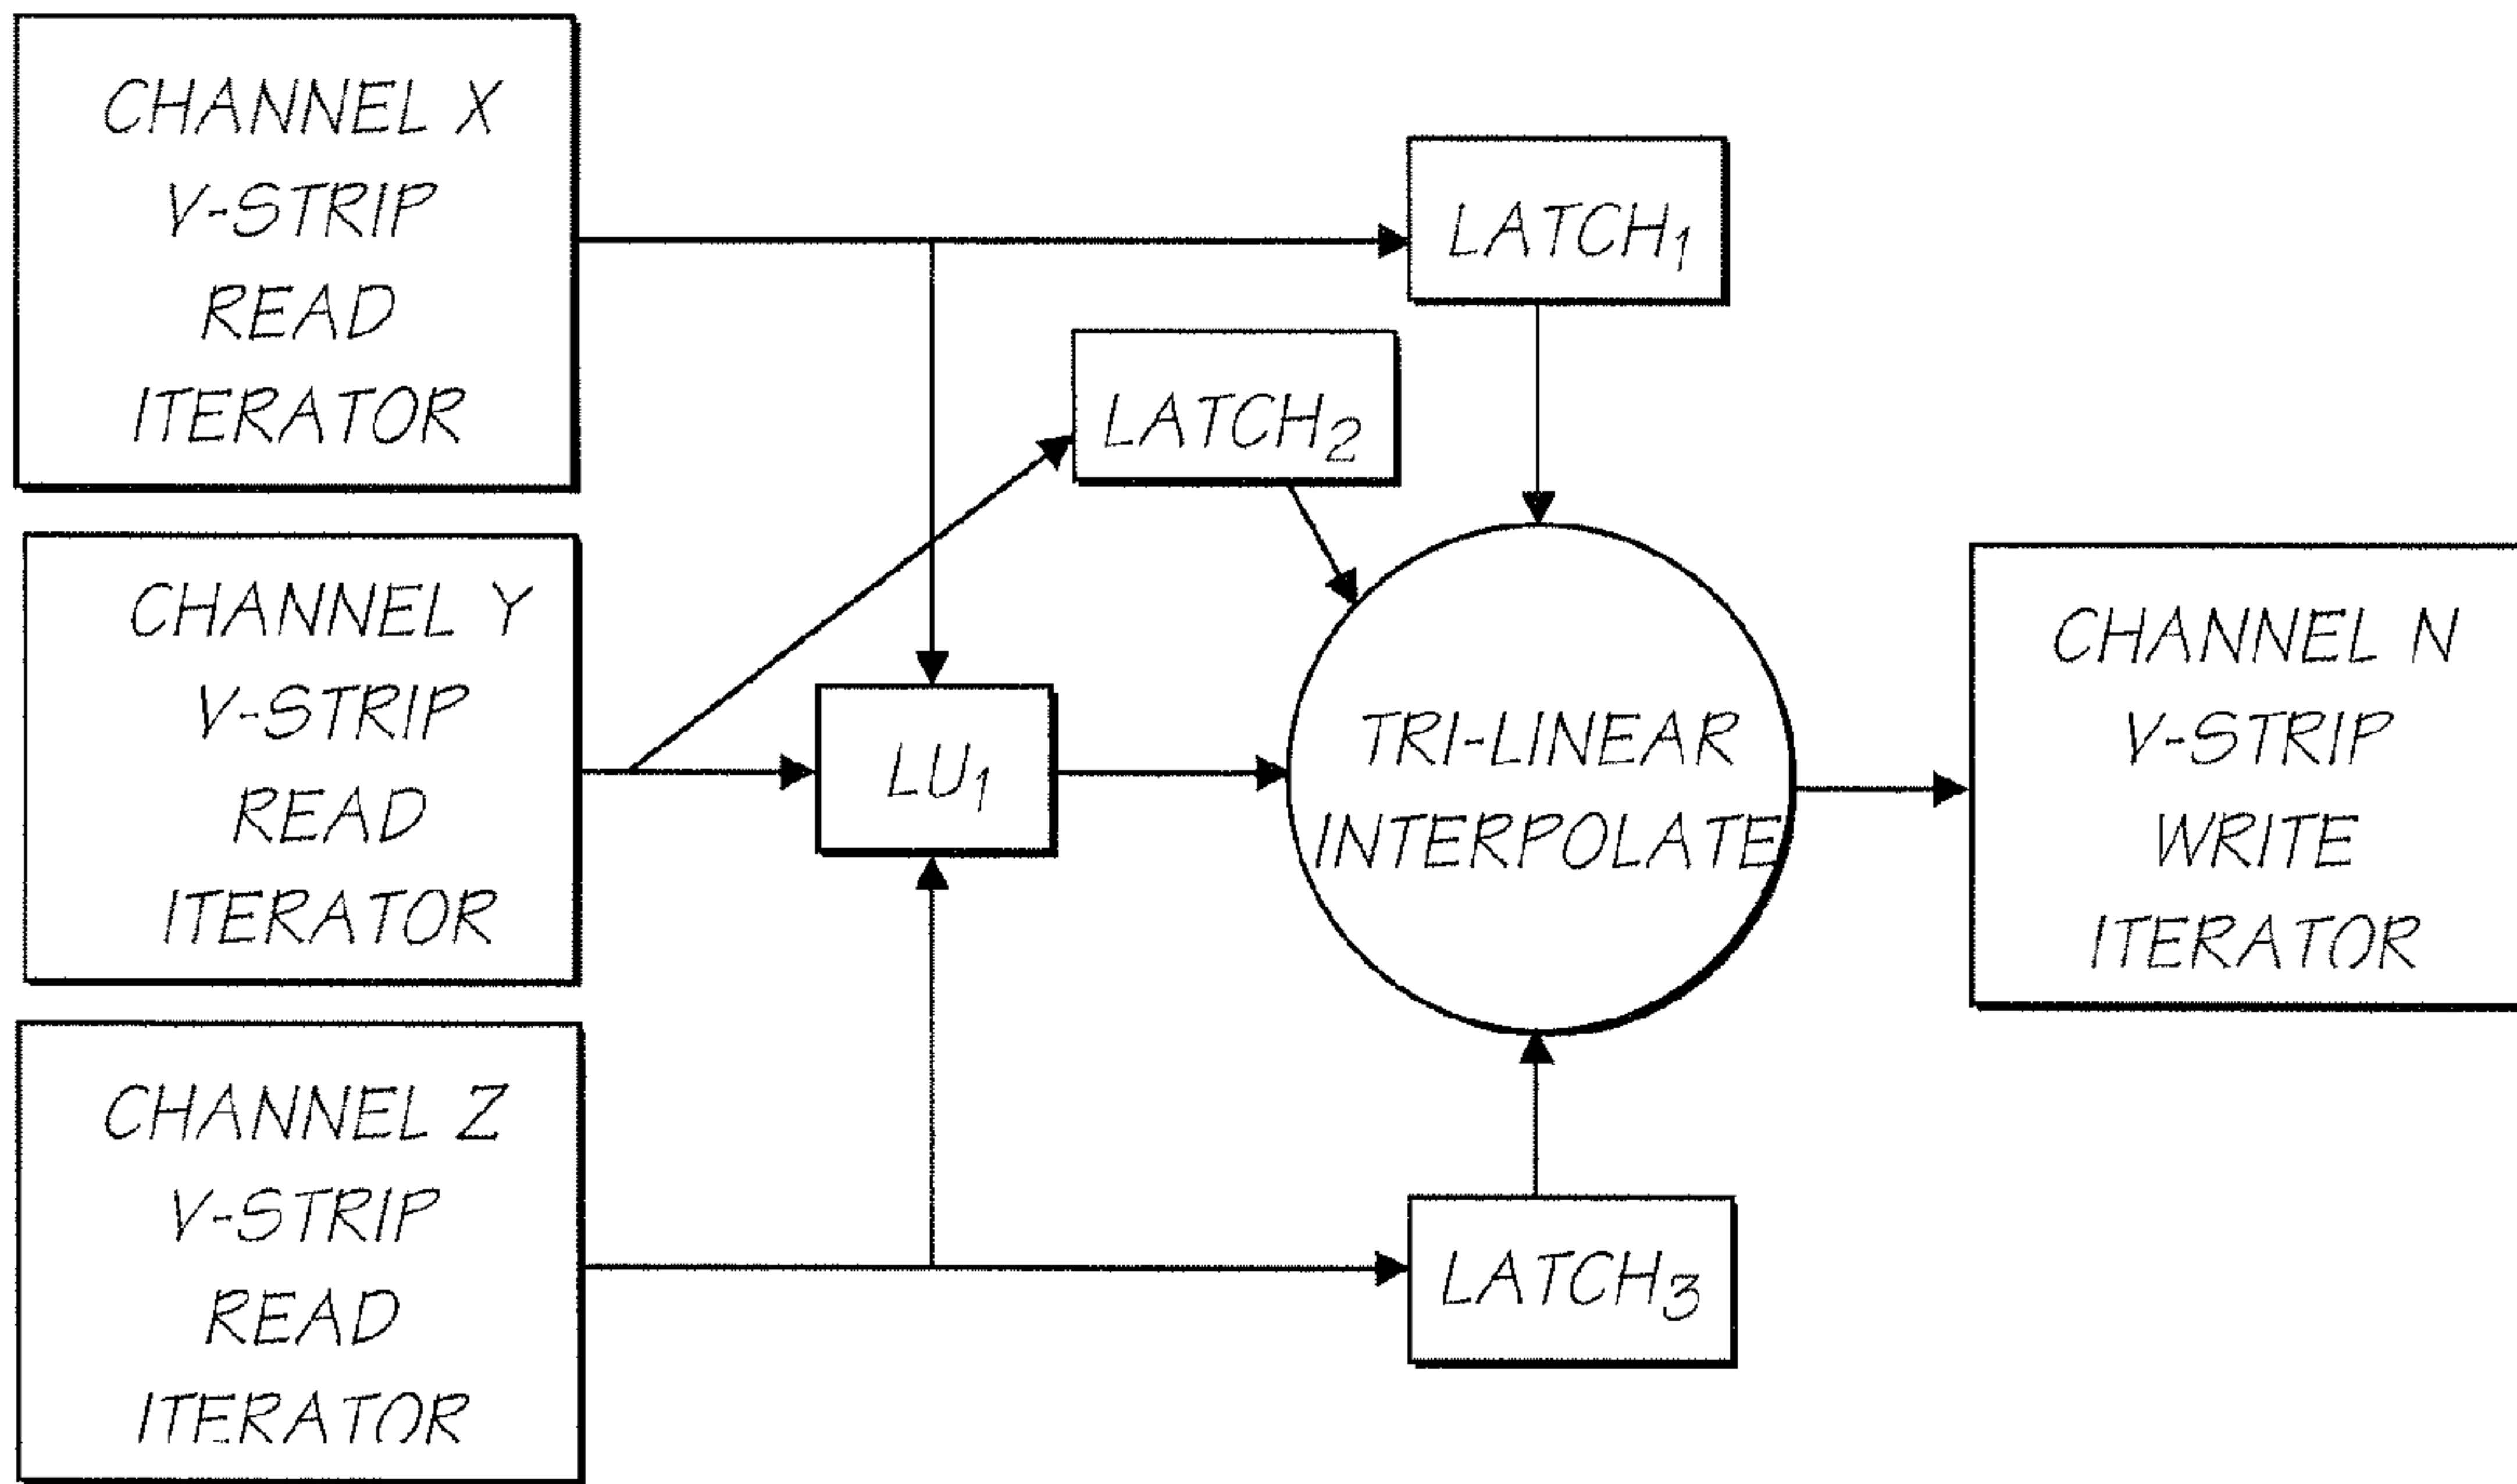 CHANNEL X
V-STRIP
READ
ITERATOR
LATCH₁
LATCH₂
CHANNEL Y
V-STRIP
READ
ITERATOR
LU₁
TRI-LINEAR
INTERPOLATE
CHANNEL N
V-STRIP
WRITE
ITERATOR
CHANNEL Z
V-STRIP
READ
ITERATOR
LATCH₃